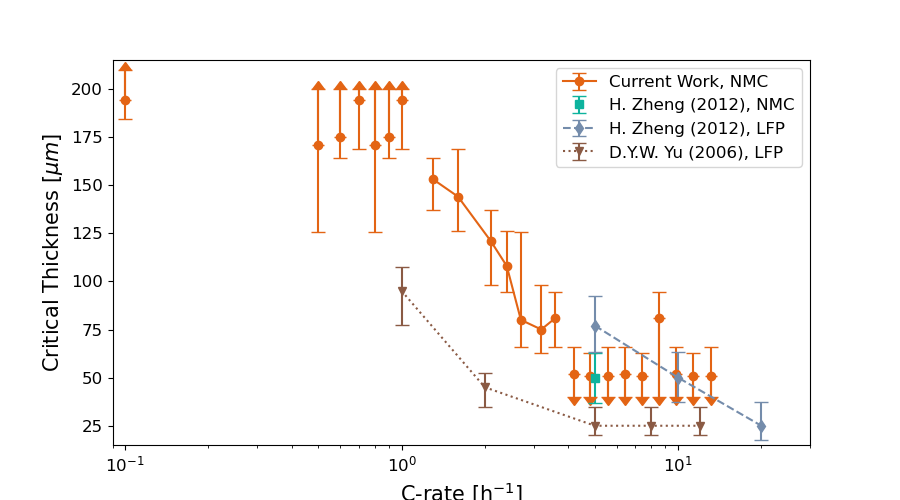 Current Work, NMC
H. Zheng (2012), NMC
H. Zheng (2012), LFP
D.Y.W. Yu (2006), LFP
Critical Thickness [μm]
200
175
150
125
100
75
50
25
10⁻¹
10⁰
10¹
C-rate [h⁻¹]